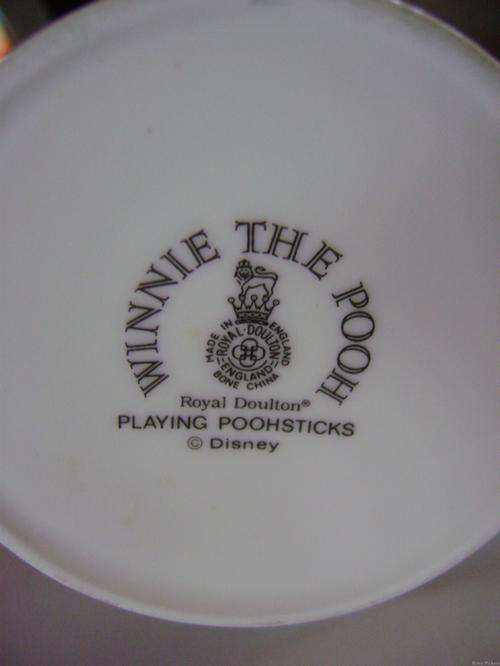 WINNIE THE POOH
MADE IN ENGLAND
ROYAL·DOULTON
ENGLAND
BONE CHINA
Royal Doulton®
PLAYING POOHSTICKS
© Disney